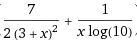 (7/(2 (3 + x)^2) + 1/(x log(10)))